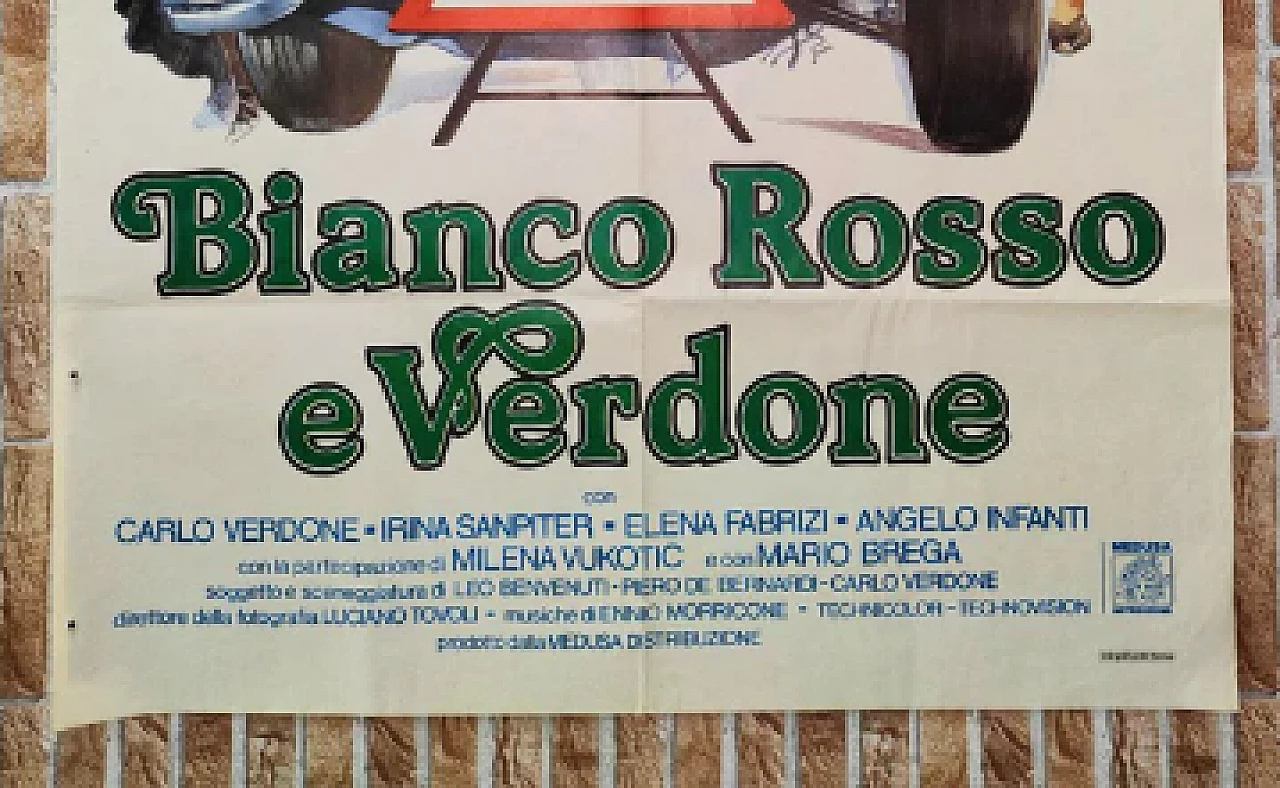 Bianco Rosso
e Verdone
con
CARLO VERDONE • IRINA SANPITER • ELENA FABRIZI • ANGELO INFANTI
con la partecipazione di MILENA VUKOTIC e con MARIO BREGA
soggetto e sceneggiatura di LEO BENVENUTI - PIERO DE BERNARDI - CARLO VERDONE
direttore della fotografia LUCIANO TOVOLI • musiche di ENNIO MORRICONE • TECHNICOLOR - TECHNOVISION
prodotto dalla MEDUSA DISTRIBUZIONE
MEDUSA